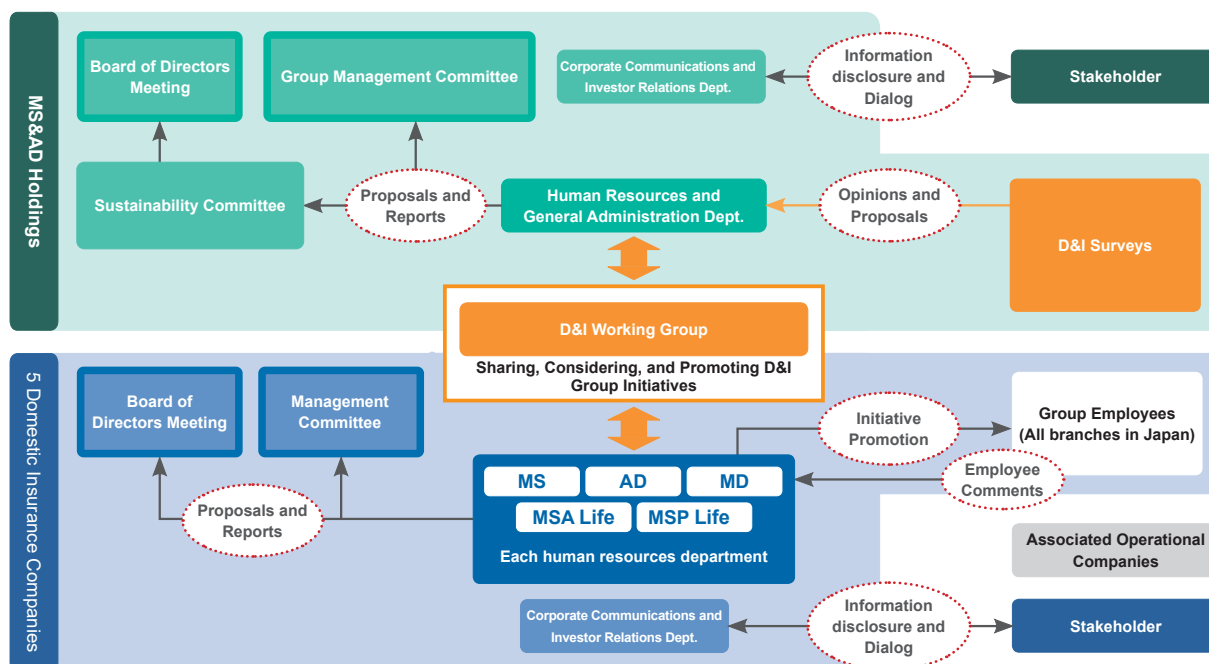 MS&AD Holdings
Board of Directors
Meeting
Group Management Committee
Corporate Communications and
Investor Relations Dept.
Information
disclosure and
Dialog
Stakeholder
Sustainability Committee
Proposals and
Reports
Human Resources and
General Administration Dept.
Opinions and
Proposals
D&I Surveys
D&I Working Group
Sharing, Considering, and Promoting D&I
Group Initiatives
5 Domestic Insurance Companies
Board of
Directors Meeting
Management
Committee
Initiative
Promotion
Group Employees
(All branches in Japan)
Employee
Comments
MS
AD
MD
MSA Life
MSP Life
Each human resources department
Proposals and
Reports
Associated Operational
Companies
Corporate Communications and
Investor Relations Dept.
Information
disclosure and
Dialog
Stakeholder